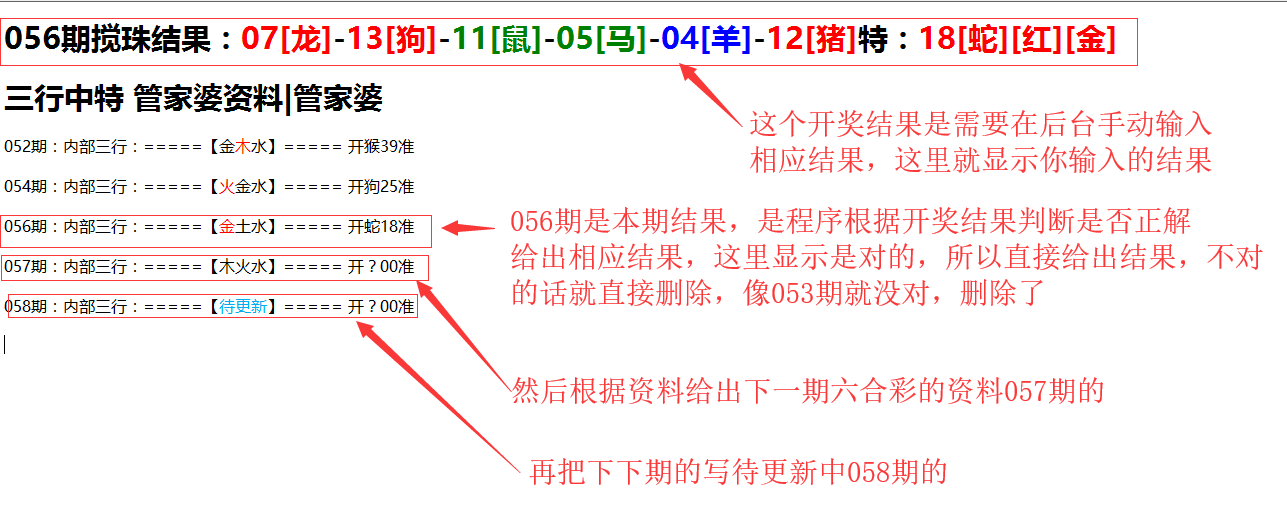 056期搅珠结果：07[龙]-13[狗]-11[鼠]-05[马]-04[羊]-12[猪]特：18[蛇][红][金]
三行中特 管家婆资料|管家婆
这个开奖结果是需要在后台手动输入
相应结果，这里就显示你输入的结果
052期：内部三行：=====【金木水】===== 开猴39准
054期：内部三行：=====【火金水】===== 开狗25准
056期：内部三行：=====【金土水】===== 开蛇18准
057期：内部三行：=====【木火水】===== 开？00准
058期：内部三行：=====【待更新】===== 开？00准
056期是本期结果，是程序根据开奖结果判断是否正解
给出相应结果，这里显示是对的，所以直接给出结果，不对
的话就直接删除，像053期就没对，删除了
然后根据资料给出下一期六合彩的资料057期的
再把下下期的写待更新中058期的